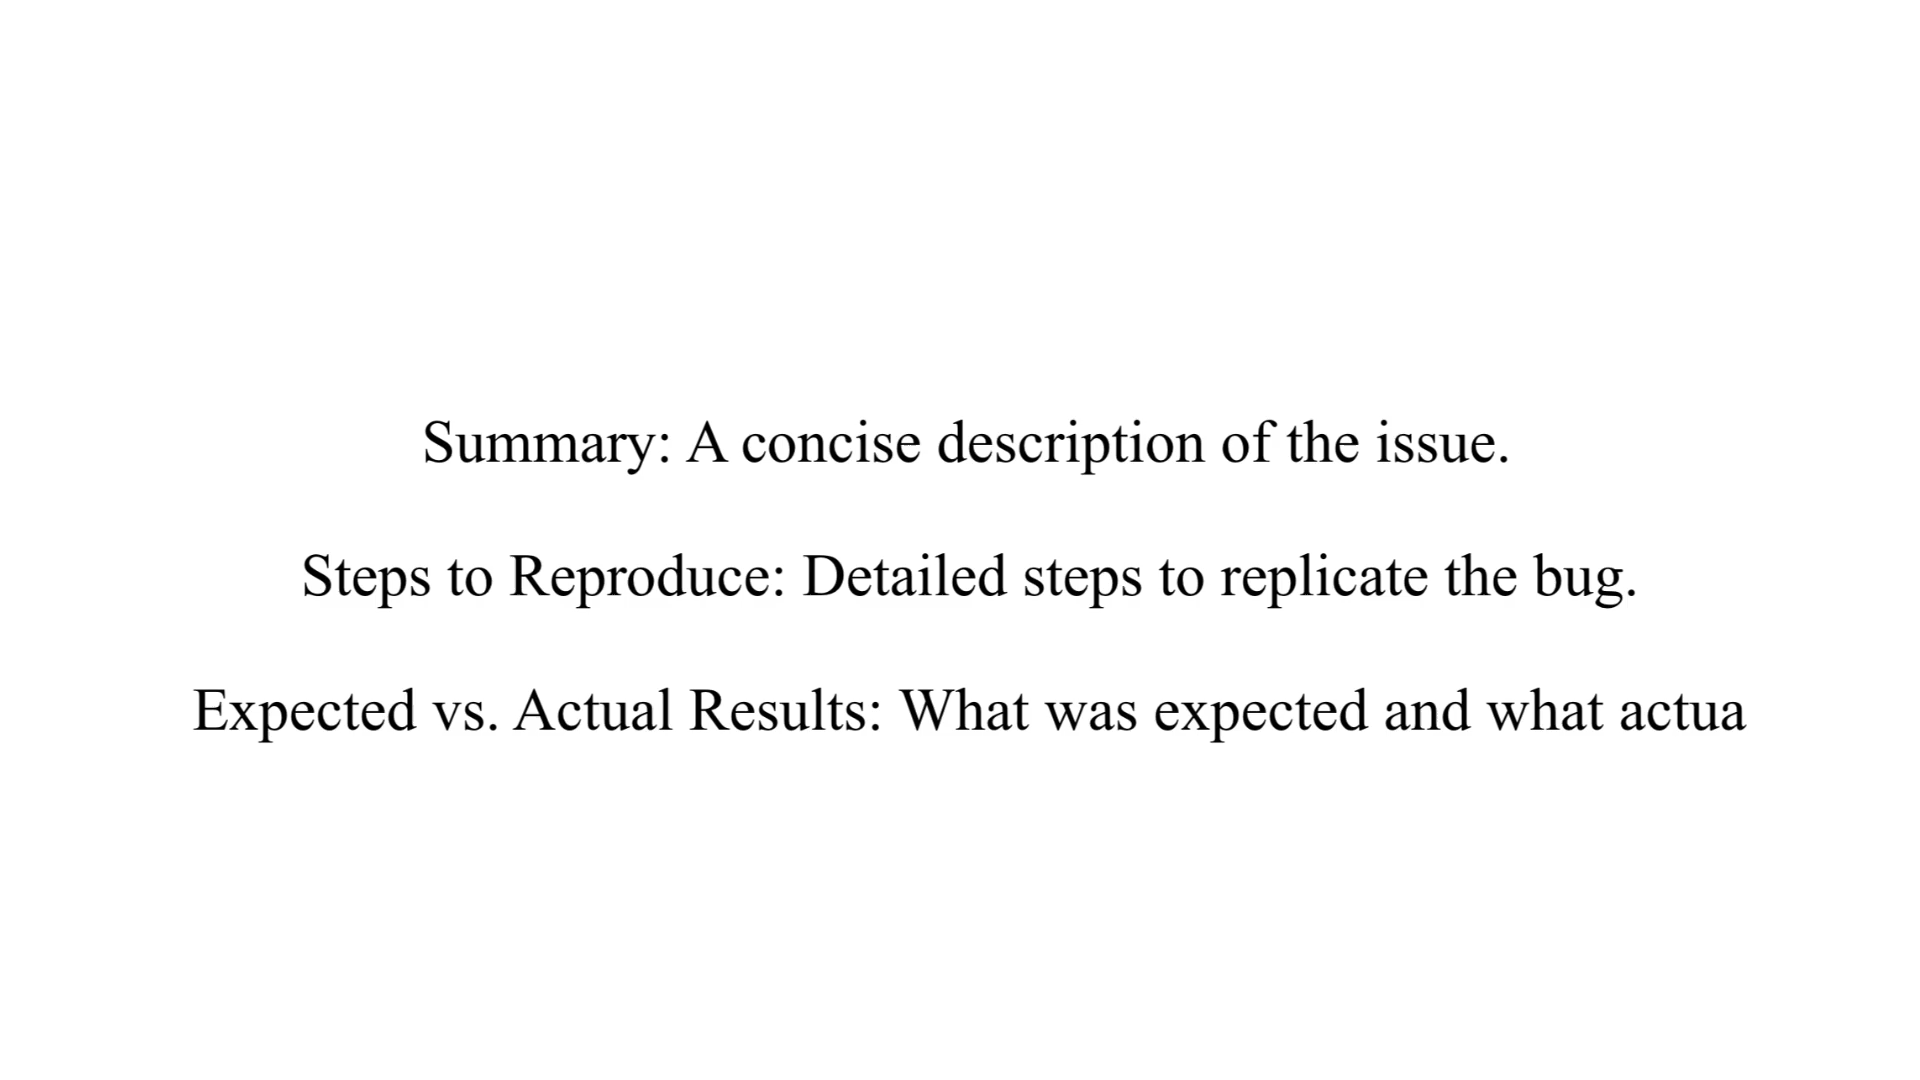 Summary: A concise description of the issue.
Steps to Reproduce: Detailed steps to replicate the bug.
Expected vs. Actual Results: What was expected and what actua